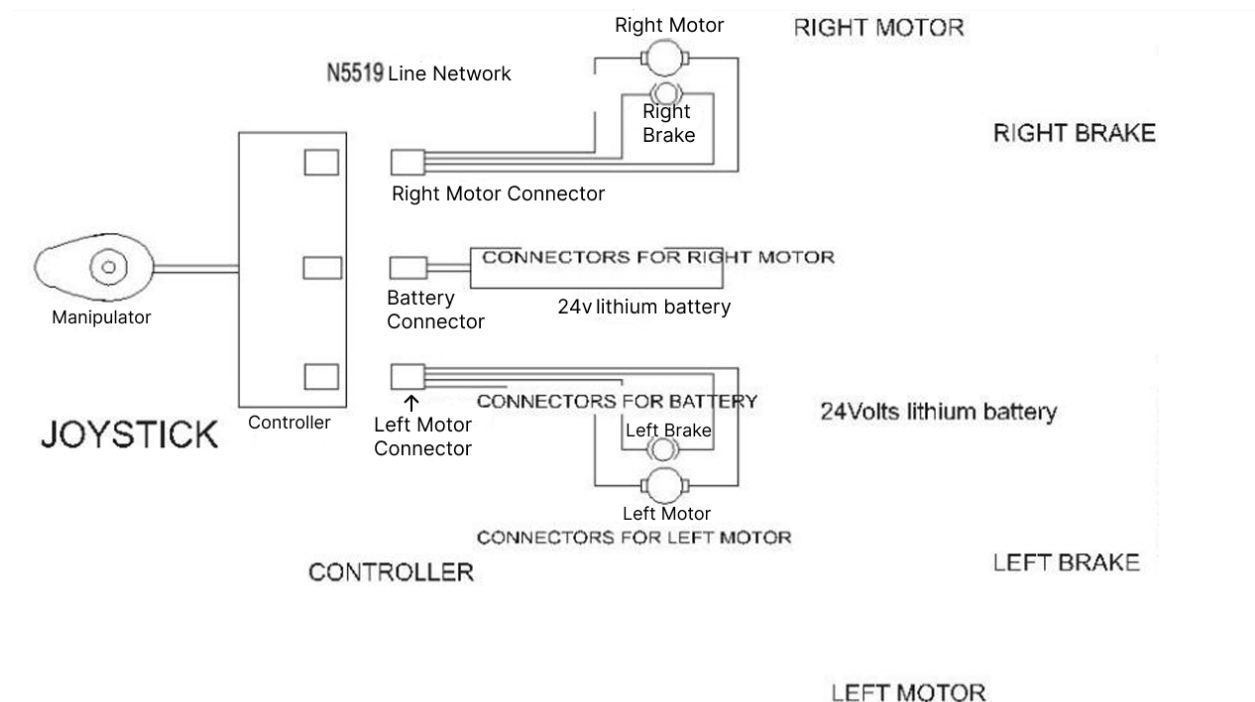 Right Motor
RIGHT MOTOR
N5519 Line Network
Right
Brake
RIGHT BRAKE
Right Motor Connector
CONNECTORS FOR RIGHT MOTOR
Battery
Connector
24v lithium battery
Manipulator
CONNECTORS FOR BATTERY
24Volts lithium battery
Controller
Left Motor
Connector
Left Brake
JOYSTICK
Left Motor
CONNECTORS FOR LEFT MOTOR
LEFT BRAKE
CONTROLLER
LEFT MOTOR